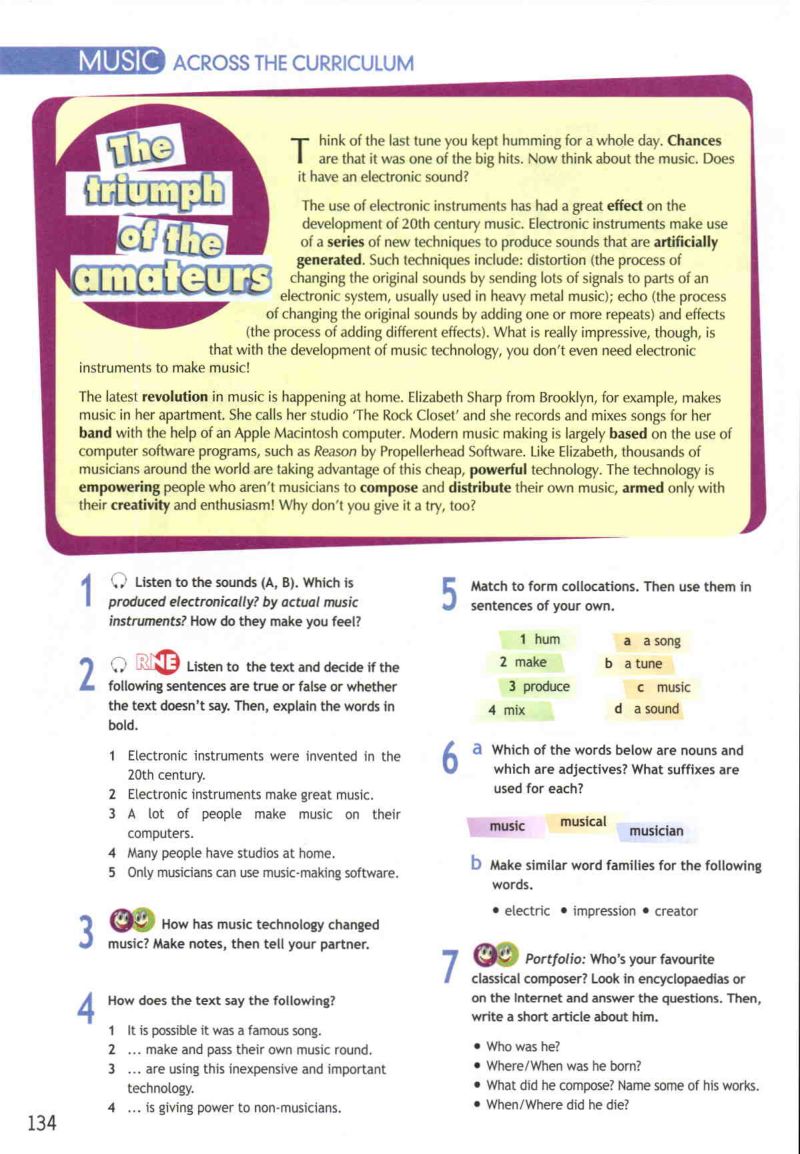 MUSIC ACROSS THE CURRICULUM
The
triumph
of the
amateurs
Think of the last tune you kept humming for a whole day. Chances
are that it was one of the big hits. Now think about the music. Does
it have an electronic sound?
The use of electronic instruments has had a great effect on the
development of 20th century music. Electronic instruments make use
of a series of new techniques to produce sounds that are artificially
generated. Such techniques include: distortion (the process of
changing the original sounds by sending lots of signals to parts of an
electronic system, usually used in heavy metal music); echo (the process
of changing the original sounds by adding one or more repeats) and effects
(the process of adding different effects). What is really impressive, though, is
that with the development of music technology, you don't even need electronic
instruments to make music!
The latest revolution in music is happening at home. Elizabeth Sharp from Brooklyn, for example, makes
music in her apartment. She calls her studio 'The Rock Closet' and she records and mixes songs for her
band with the help of an Apple Macintosh computer. Modern music making is largely based on the use of
computer software programs, such as Reason by Propellerhead Software. Like Elizabeth, thousands of
musicians around the world are taking advantage of this cheap, powerful technology. The technology is
empowering people who aren't musicians to compose and distribute their own music, armed only with
their creativity and enthusiasm! Why don't you give it a try, too?
1 Listen to the sounds (A, B). Which is
produced electronically? by actual music
instruments? How do they make you feel?
2 RNE Listen to the text and decide if the
following sentences are true or false or whether
the text doesn't say. Then, explain the words in
bold.
1 Electronic instruments were invented in the
20th century.
2 Electronic instruments make great music.
3 A lot of people make music on their
computers.
4 Many people have studios at home.
5 Only musicians can use music-making software.
3 How has music technology changed
music? Make notes, then tell your partner.
4 How does the text say the following?
1 It is possible it was a famous song.
2 ... make and pass their own music round.
3 ... are using this inexpensive and important
technology.
4 ... is giving power to non-musicians.
5 Match to form collocations. Then use them in
sentences of your own.
1 hum a a song
2 make b a tune
3 produce c music
4 mix d a sound
6 a Which of the words below are nouns and
which are adjectives? What suffixes are
used for each?
music musical musician
b Make similar word families for the following
words.
• electric • impression • creator
7 Portfolio: Who's your favourite
classical composer? Look in encyclopaedias or
on the Internet and answer the questions. Then,
write a short article about him.
• Who was he?
• Where/When was he born?
• What did he compose? Name some of his works.
• When/Where did he die?
134